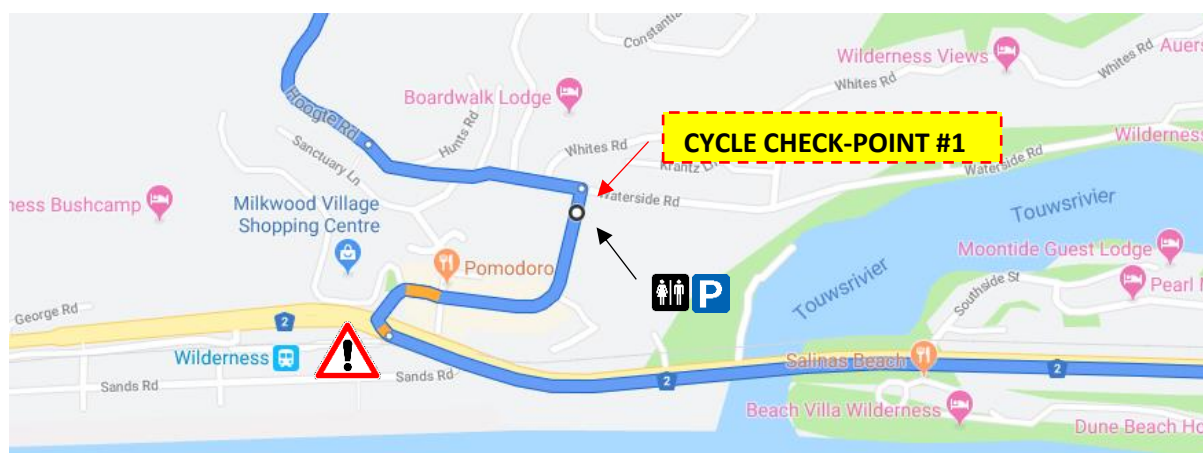 Constantia
Wilderness Views
Auers
Whites Rd
Whites Rd
Hoogte Rd
Boardwalk Lodge
Hunts Rd
CYCLE CHECK-POINT #1
Whites Rd
Wilderness
Sanctuary Ln
Krantz Ln
Waterside Rd
Waterside Rd
ness Bushcamp
Milkwood Village
Shopping Centre
Touwsrivier
Moontide Guest Lodge
Pomodoro
P
Southside St
Pearl
Touwsrivier
George Rd
2
Wilderness
!
Salinas Beach
2
2
Sands Rd
Sands Rd
Beach Villa Wilderness
Dune Beach Ho